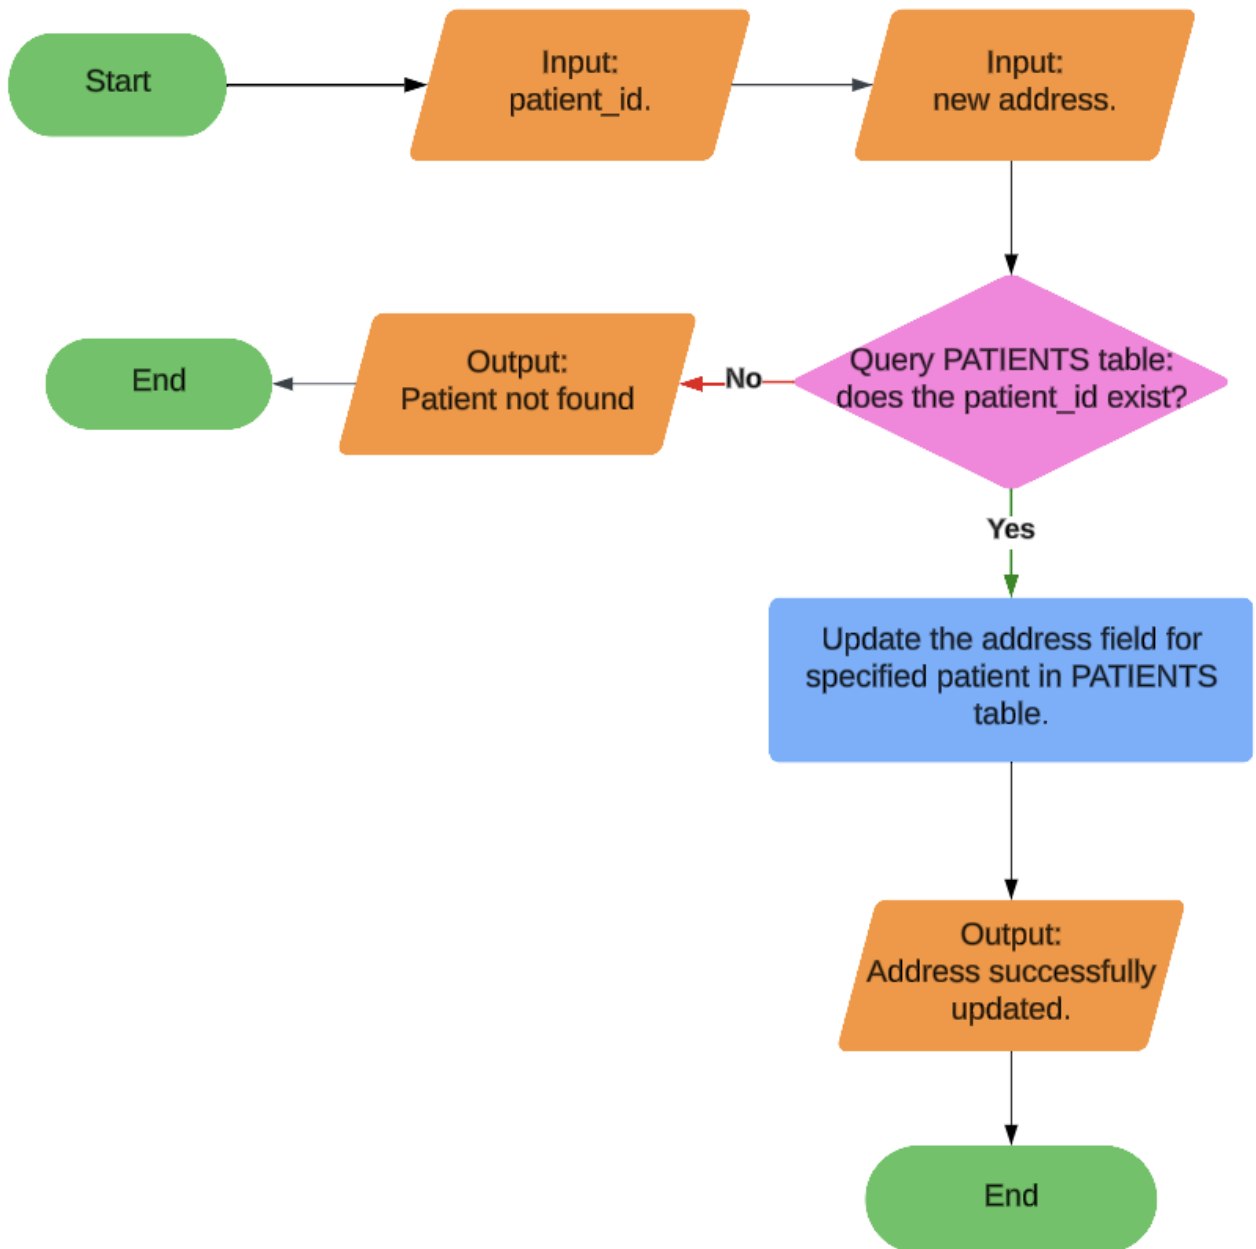 Start
Input:
patient_id.
Input:
new address.
Query PATIENTS table:
does the patient_id exist?
No
Output:
Patient not found
End
Yes
Update the address field for
specified patient in PATIENTS
table.
Output:
Address successfully
updated.
End